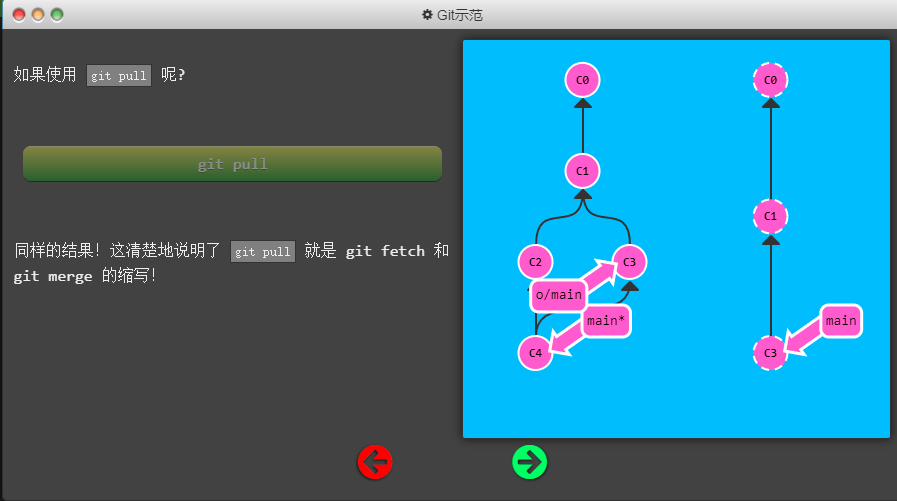 Git示范
如果使用 git pull 呢?
git pull
同样的结果！这清楚地说明了 git pull 就是 git fetch 和
git merge 的缩写！
C0
C0
C1
C1
C2
C3
o/main
main*
main
C4
C3